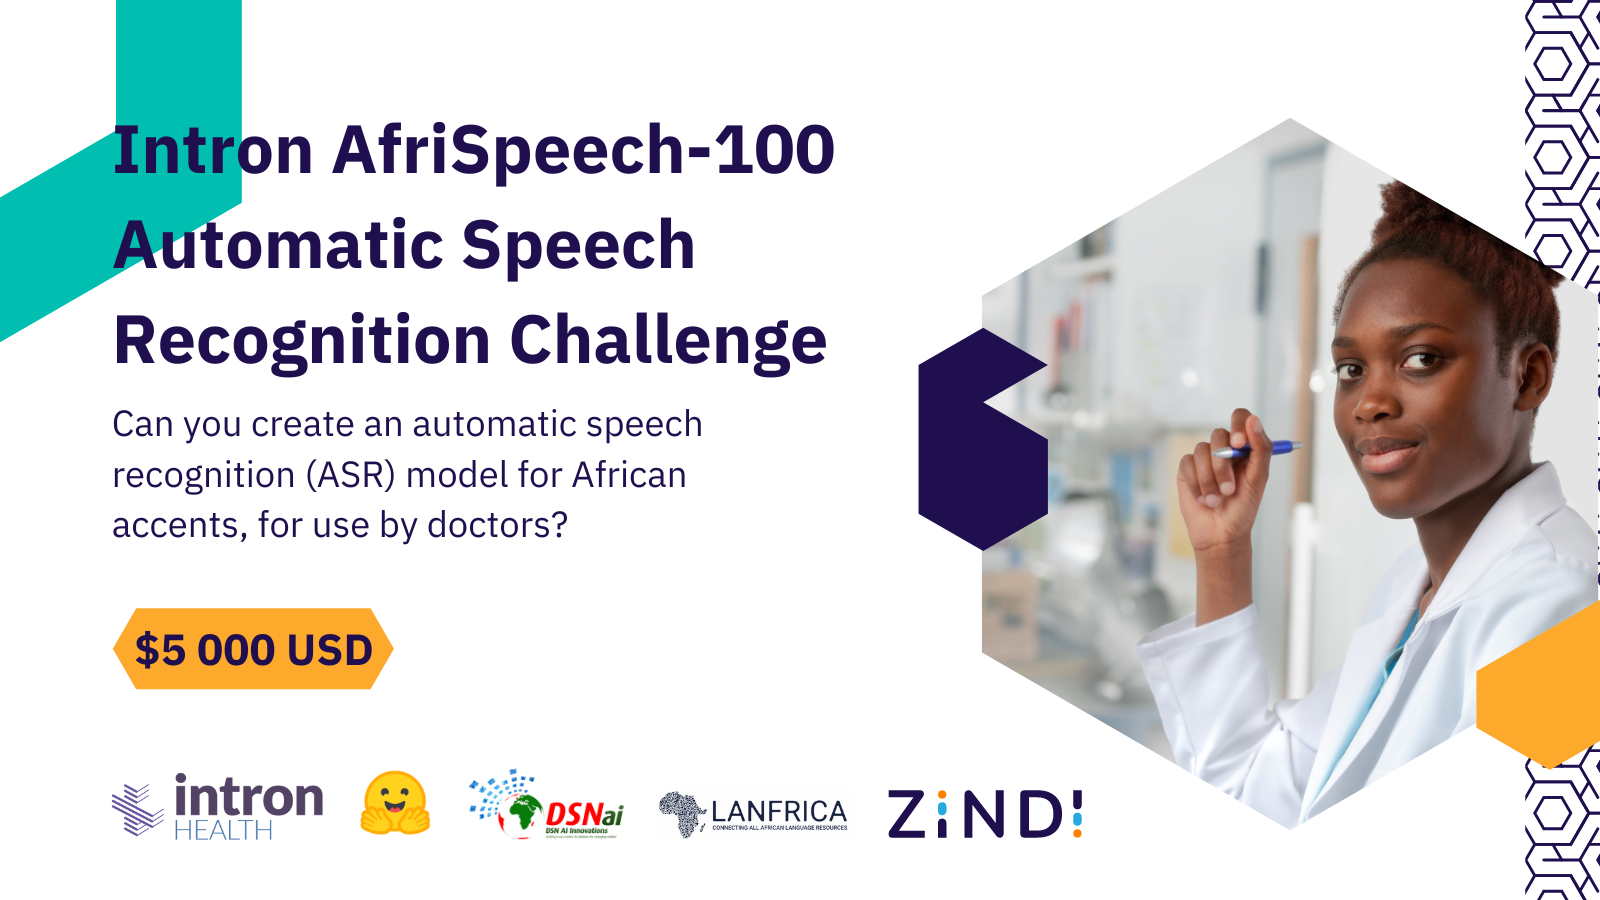 Intron AfriSpeech-100
Automatic Speech
Recognition Challenge
Can you create an automatic speech
recognition (ASR) model for African
accents, for use by doctors?
$5 000 USD
intron
HEALTH
DSNai
DSN AI Innovations
LANFRICA
CONNECTING ALL AFRICAN LANGUAGE RESOURCES
ZiNDI